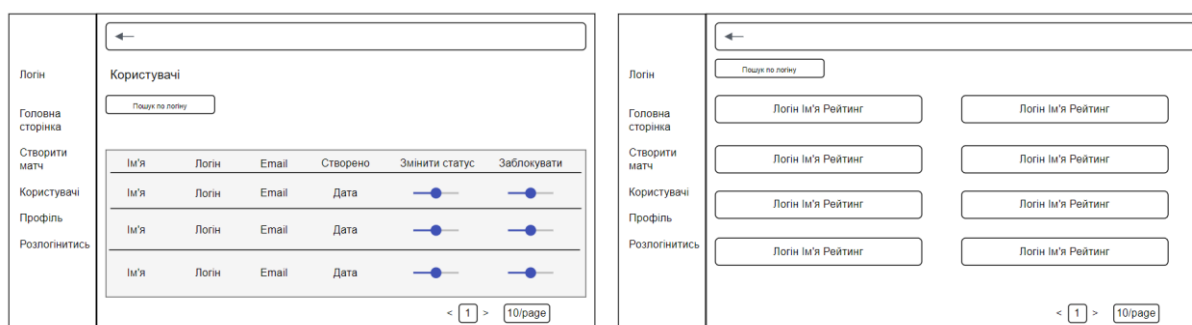 Логін
Головна
сторінка
Створити
матч
Користувачі
Профіль
Розлогінитись
Користувачі
Пошук по логіну
Ім'я Логін Email Створено Змінити статус Заблокувати
Ім'я Логін Email Дата
Ім'я Логін Email Дата
Ім'я Логін Email Дата
< 1 > 10/page
Логін
Головна
сторінка
Створити
матч
Користувачі
Профіль
Розлогінитись
Пошук по логіну
Логін Ім'я Рейтинг Логін Ім'я Рейтинг
Логін Ім'я Рейтинг Логін Ім'я Рейтинг
Логін Ім'я Рейтинг Логін Ім'я Рейтинг
Логін Ім'я Рейтинг Логін Ім'я Рейтинг
< 1 > 10/page